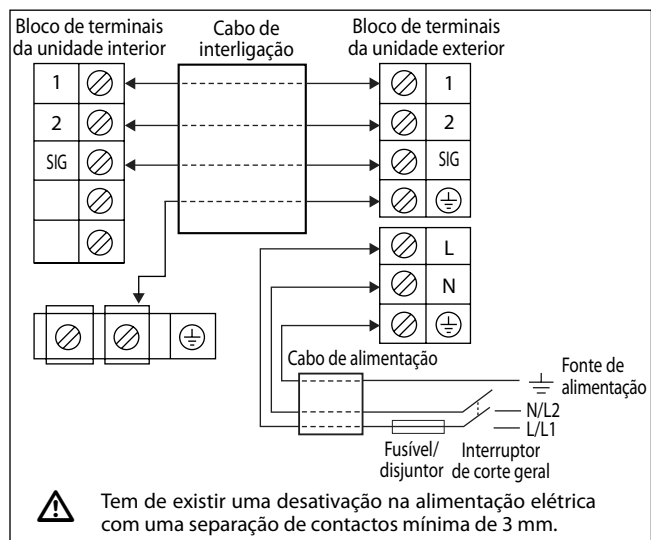 Bloco de terminais
da unidade interior
Cabo de
interligação
Bloco de terminais
da unidade exterior
1
2
SIG
1
2
SIG
L
N
Cabo de alimentação
Fonte de
alimentação
N/L2
L/L1
Fusível/
disjuntor
Interruptor
de corte geral
Tem de existir uma desativação na alimentação elétrica
com uma separação de contactos mínima de 3 mm.